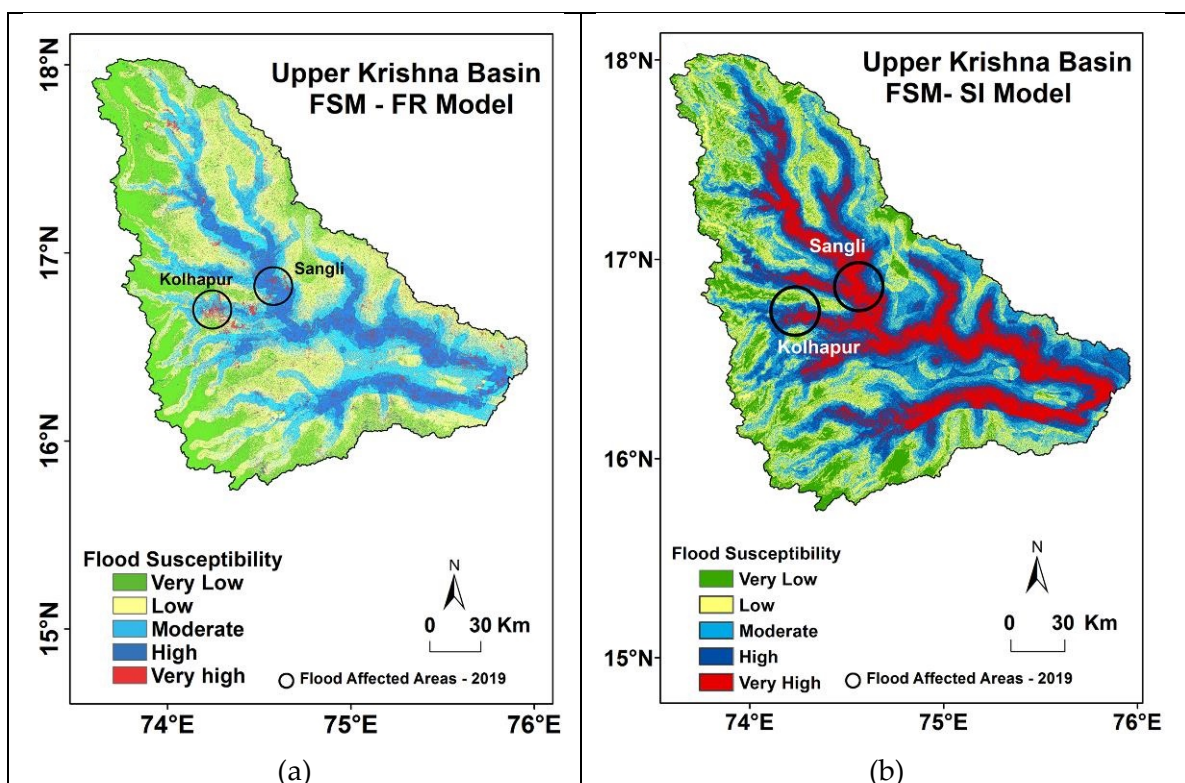 Upper Krishna Basin
FSM - FR Model
18°N
17°N
16°N
15°N
Kolhapur
Sangli
Flood Susceptibility
Very Low
Low
Moderate
High
Very high
N
0 30 Km
Flood Affected Areas - 2019
74°E 75°E 76°E
(a)
Upper Krishna Basin
FSM- SI Model
18°N
17°N
16°N
15°N
Sangli
Kolhapur
Flood Susceptibility
Very Low
Low
Moderate
High
Very High
N
0 30 Km
Flood Affected Areas - 2019
74°E 75°E 76°E
(b)